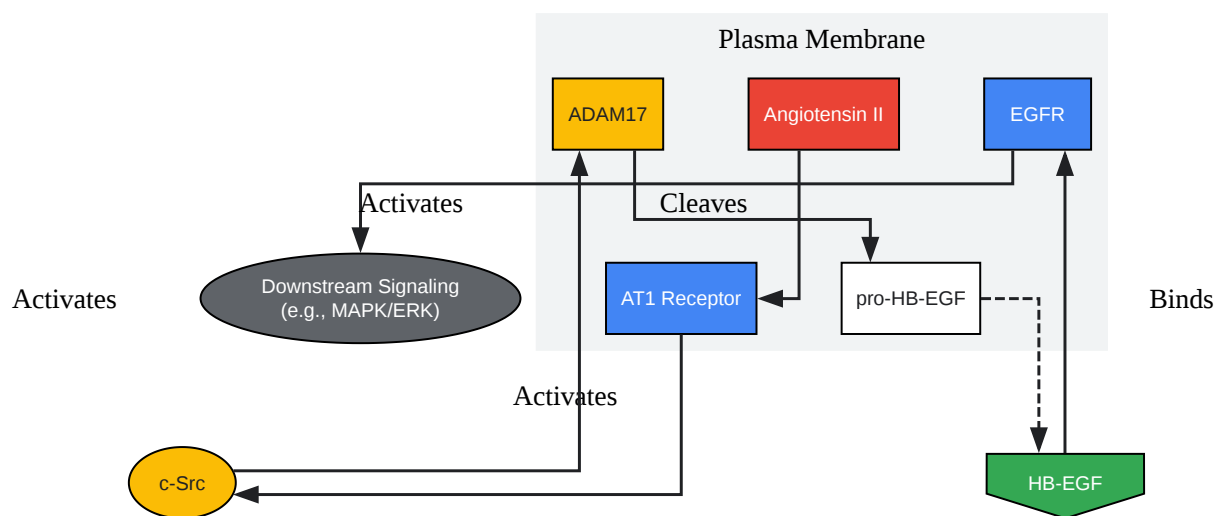 Plasma Membrane
ADAM17
Angiotensin II
EGFR
Activates
Cleaves
Downstream Signaling
(e.g., MAPK/ERK)
Activates
AT1 Receptor
pro-HB-EGF
Binds
Activates
c-Src
HB-EGF